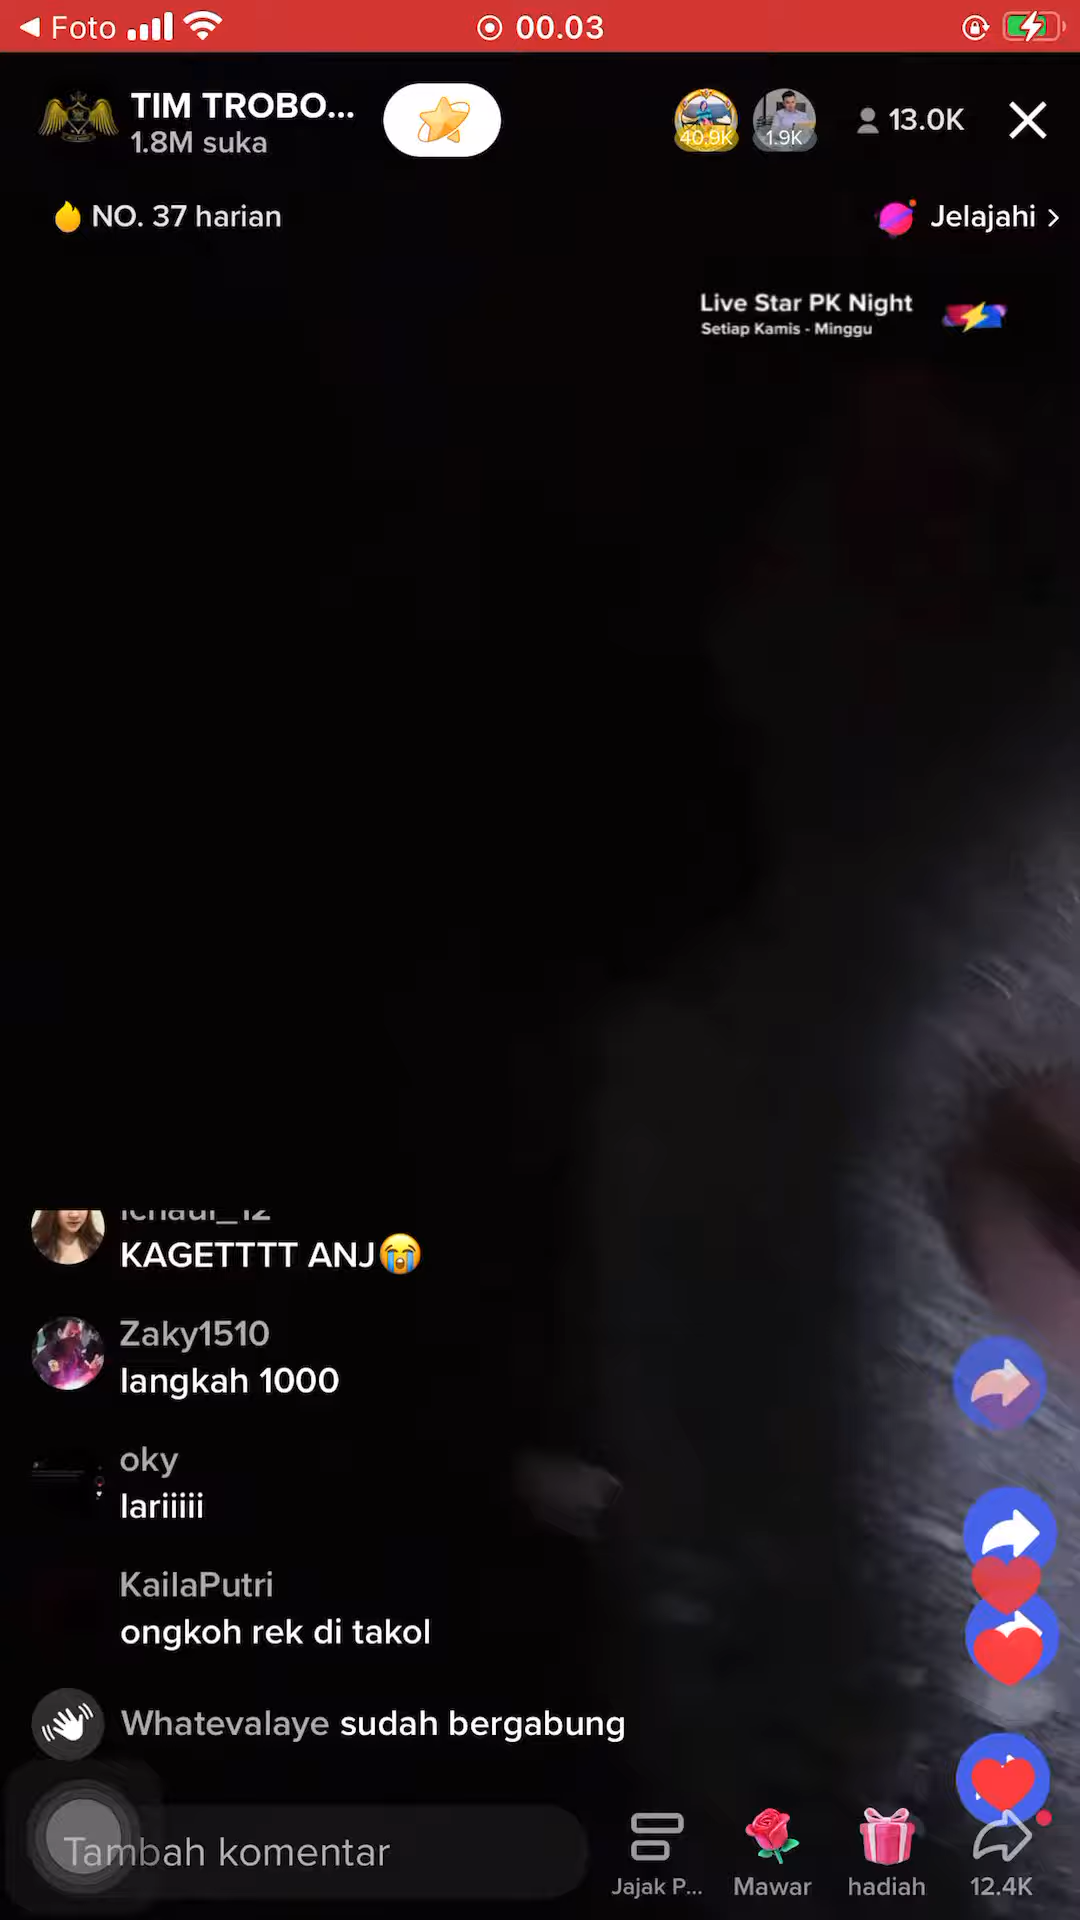 Foto
00.03
TIM TROBO...
1.8M suka
40.9K
1.9K
13.0K
NO. 37 harian
Jelajahi
Live Star PK Night
Setiap Kamis - Minggu
KAGETTTT ANJ😭
Zaky1510
langkah 1000
oky
lariiiii
KailaPutri
ongkoh rek di takol
Whatevalaye sudah bergabung
Tambah komentar
Jajak P...
Mawar
hadiah
12.4K